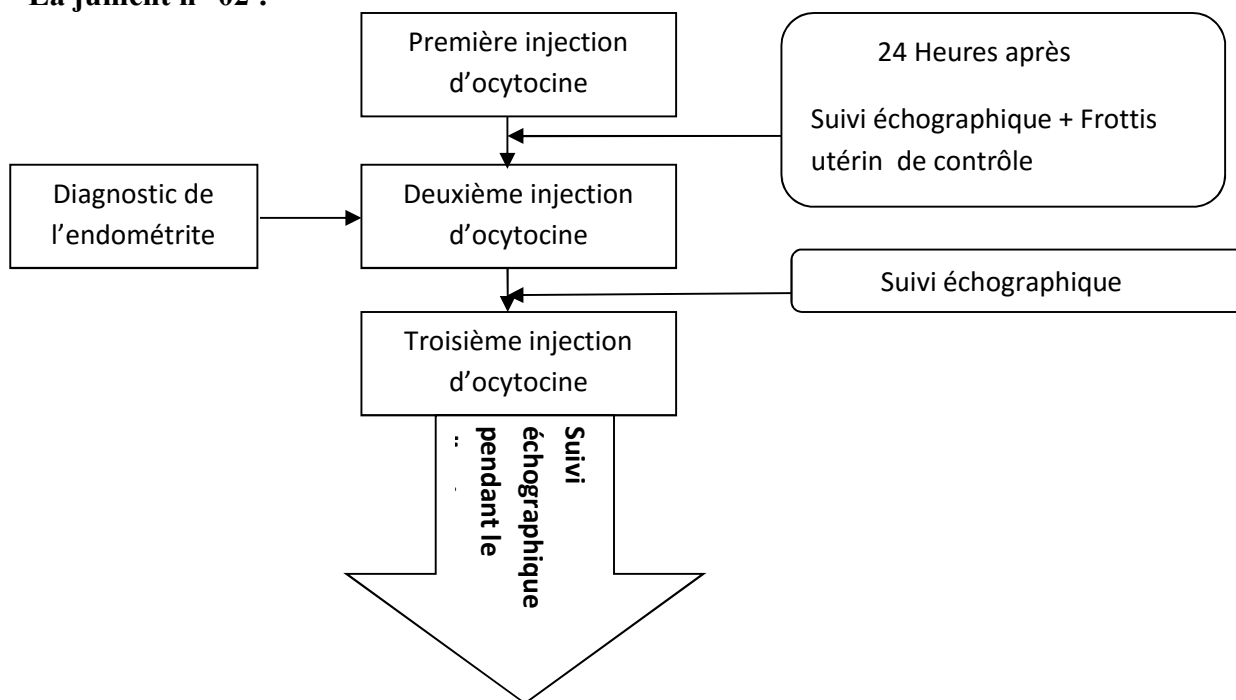 La jument n° 02 :
Première injection
d'ocytocine
24 Heures après
Suivi échographique + Frottis
utérin de contrôle
Diagnostic de
l'endométrite
Deuxième injection
d'ocytocine
Suivi échographique
Troisième injection
d'ocytocine
Suivi
échographique
pendant le